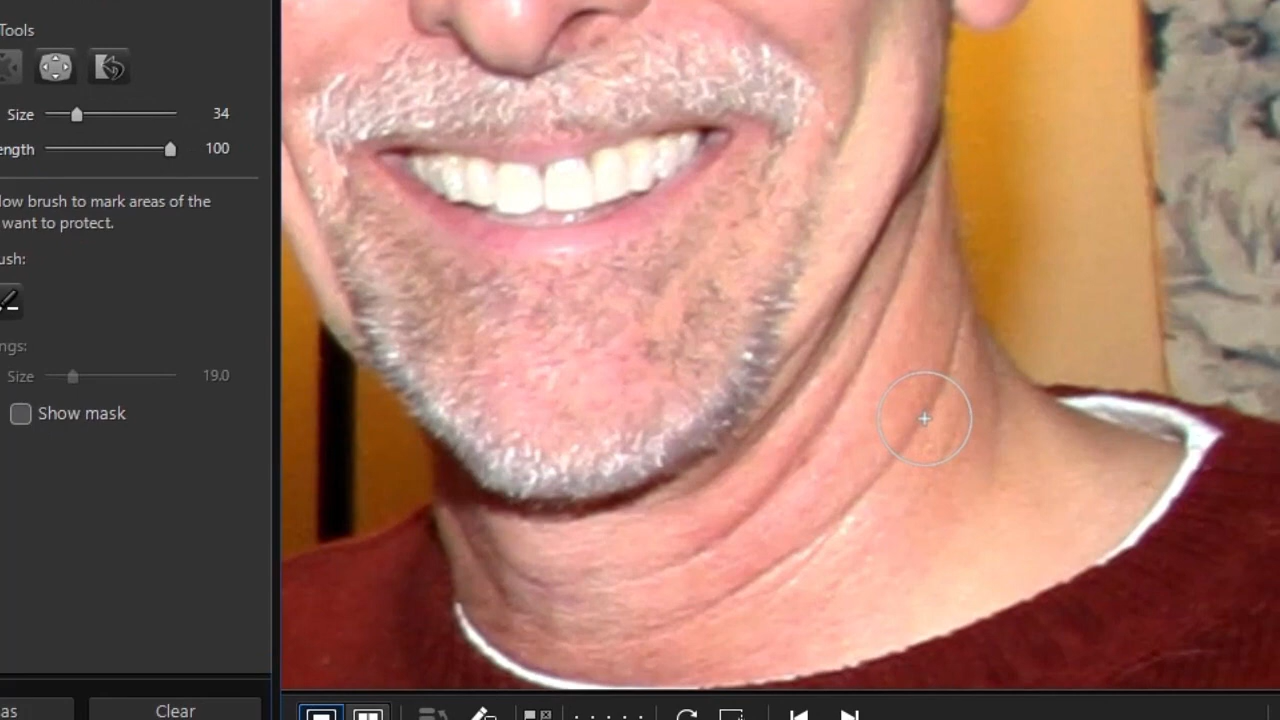 Tools
Size 34
ength 100
low brush to mark areas of the
want to protect.
ush:
ngs:
Size 19.0
Show mask
as Clear